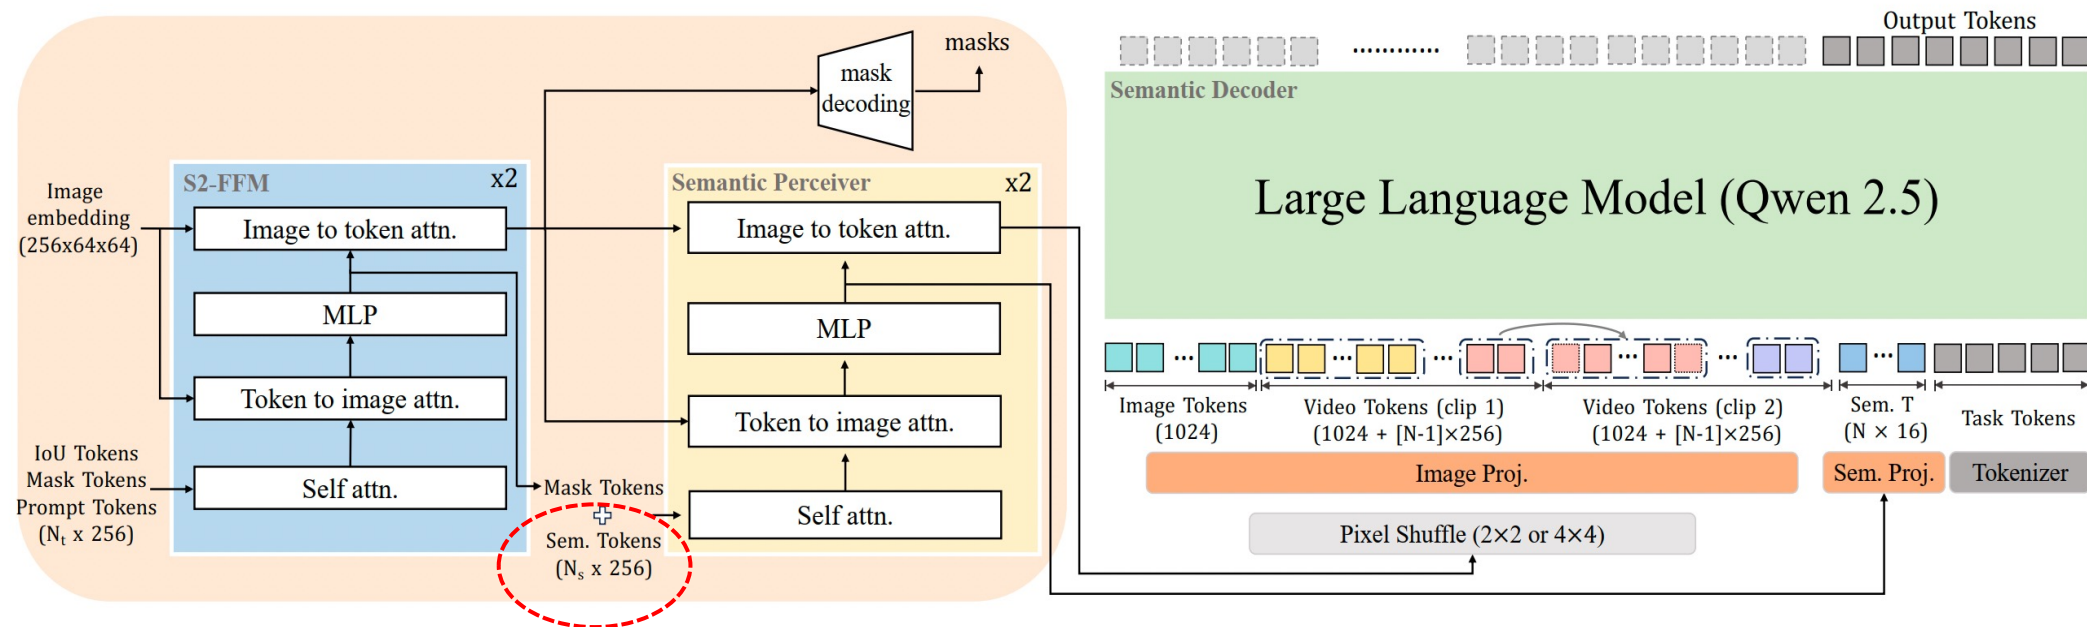 Output Tokens
masks
mask
decoding
Semantic Decoder
Large Language Model (Qwen 2.5)
S2-FFM
x2
Semantic Perceiver
x2
Image
embedding
(256x64x64)
Image to token attn.
MLP
Token to image attn.
Self attn.
IoU Tokens
Mask Tokens
Prompt Tokens
(Nt x 256)
Image to token attn.
MLP
Token to image attn.
Self attn.
Mask Tokens
Sem. Tokens
(Ns x 256)
Image Tokens
(1024)
Video Tokens (clip 1)
(1024 + [N-1]×256)
Video Tokens (clip 2)
(1024 + [N-1]×256)
Sem. T
(N × 16)
Task Tokens
Image Proj.
Sem. Proj.
Tokenizer
Pixel Shuffle (2×2 or 4×4)